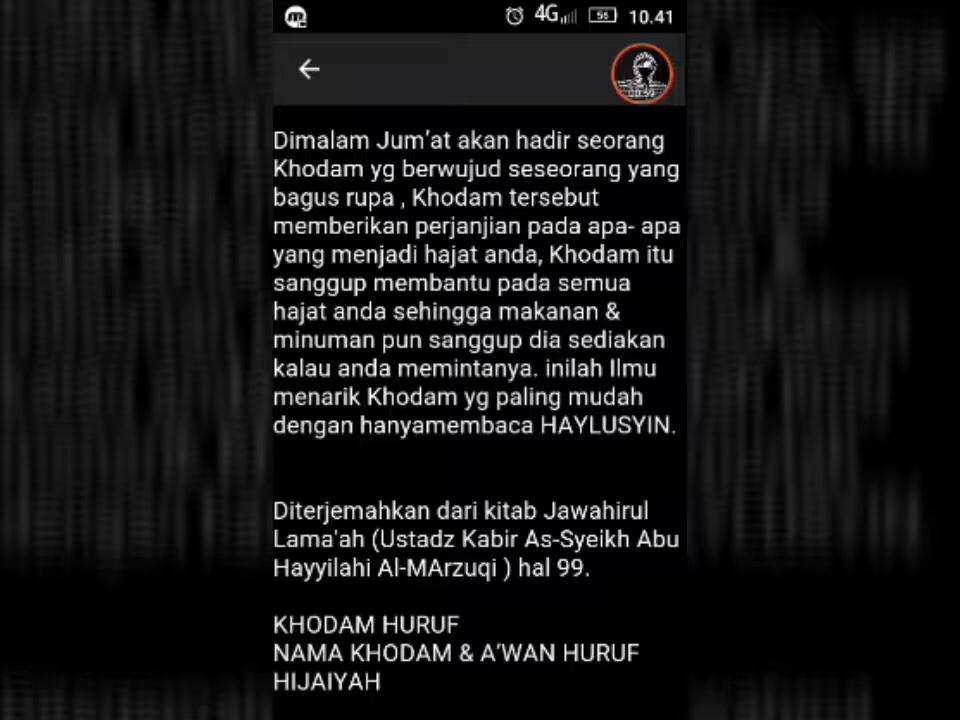 4G 55 10.41
00:59
Dimalam Jum’at akan hadir seorang
Khodam yg berwujud seseorang yang
bagus rupa , Khodam tersebut
memberikan perjanjian pada apa- apa
yang menjadi hajat anda, Khodam itu
sanggup membantu pada semua
hajat anda sehingga makanan &
minuman pun sanggup dia sediakan
kalau anda memintanya. inilah Ilmu
menarik Khodam yg paling mudah
dengan hanyamembaca HAYLUSYIN.
Diterjemahkan dari kitab Jawahirul
Lama'ah (Ustadz Kabir As-Syeikh Abu
Hayyilahi Al-MArzuqi ) hal 99.
KHODAM HURUF
NAMA KHODAM & A’WAN HURUF
HIJAIYAH